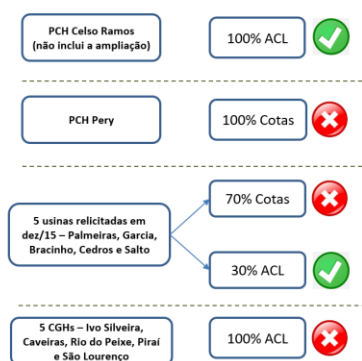 PCH Celso Ramos
(não inclui a ampliação)
100% ACL
PCH Pery
100% Cotas
5 usinas relicitadas em
dez/15 – Palmeiras, Garcia,
Bracinho, Cedros e Salto
70% Cotas
30% ACL
5 CGHs – Ivo Silveira,
Caveiras, Rio do Peixe, Piraí
e São Lourenço
100% ACL